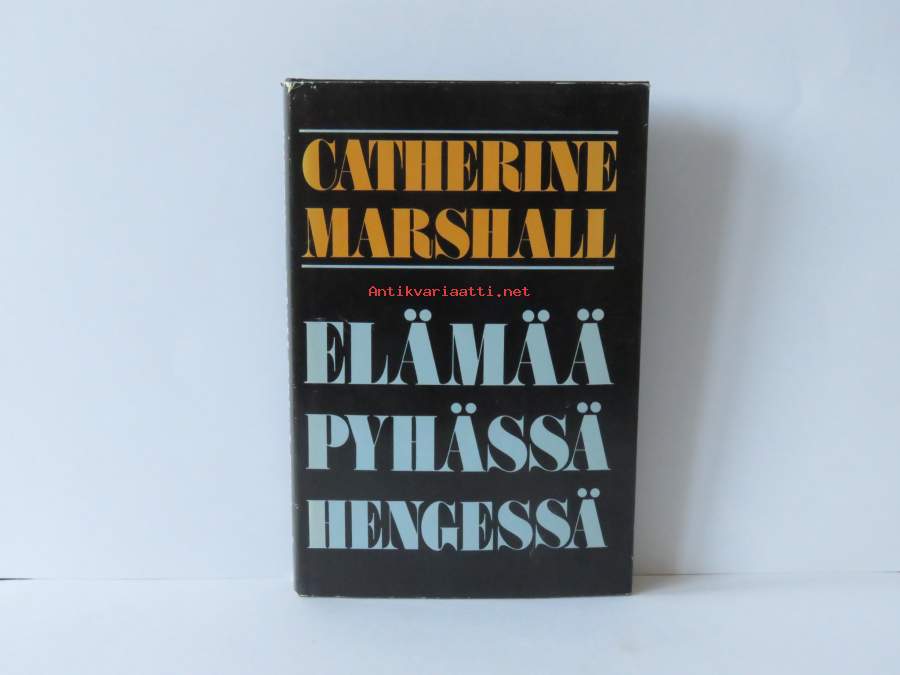 CATHERINE
MARSHALL
Antikvariaatti.net
ELÄMÄÄ
PYHÄSSÄ
HENGESSÄ